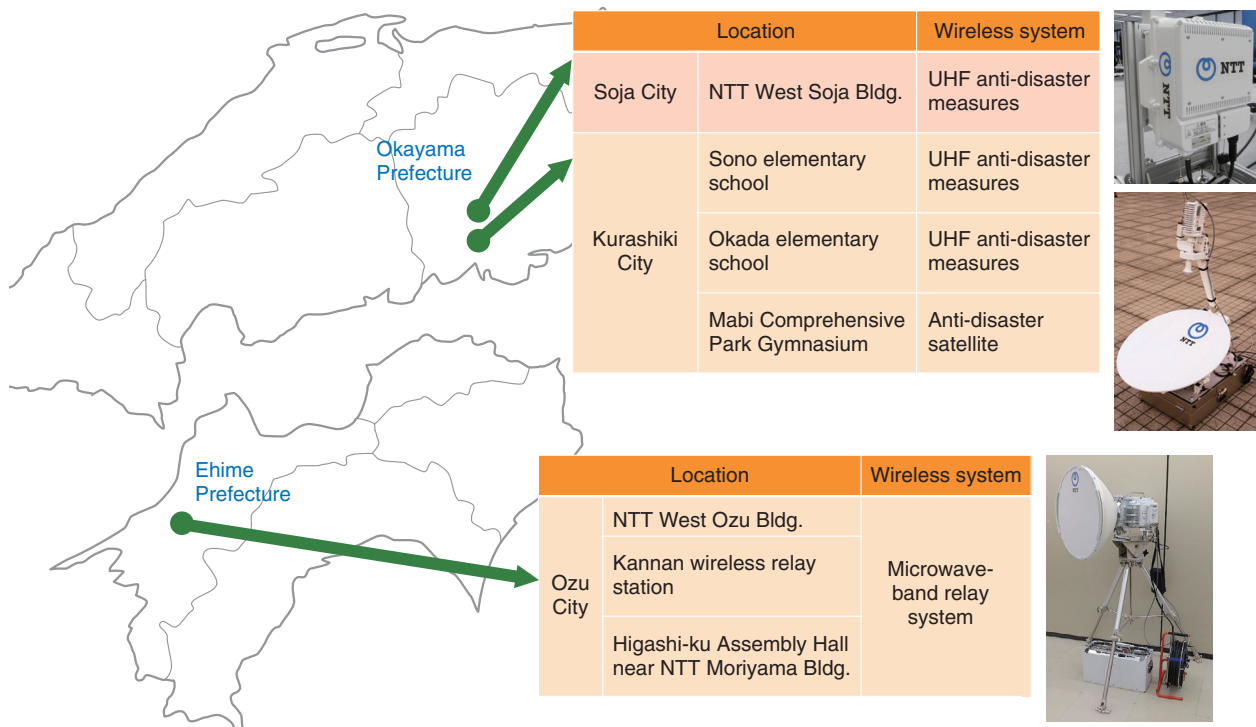 Okayama
Prefecture
Location
Wireless system
Soja City
NTT West Soja Bldg.
UHF anti-disaster
measures
Kurashiki
City
Sono elementary
school
UHF anti-disaster
measures
Okada elementary
school
UHF anti-disaster
measures
Mabi Comprehensive
Park Gymnasium
Anti-disaster
satellite
NTT
NTT
NTT
Ehime
Prefecture
Location
Wireless system
Ozu
City
NTT West Ozu Bldg.
Kannan wireless relay
station
Higashi-ku Assembly Hall
near NTT Moriyama Bldg.
Microwave-
band relay
system
NTT